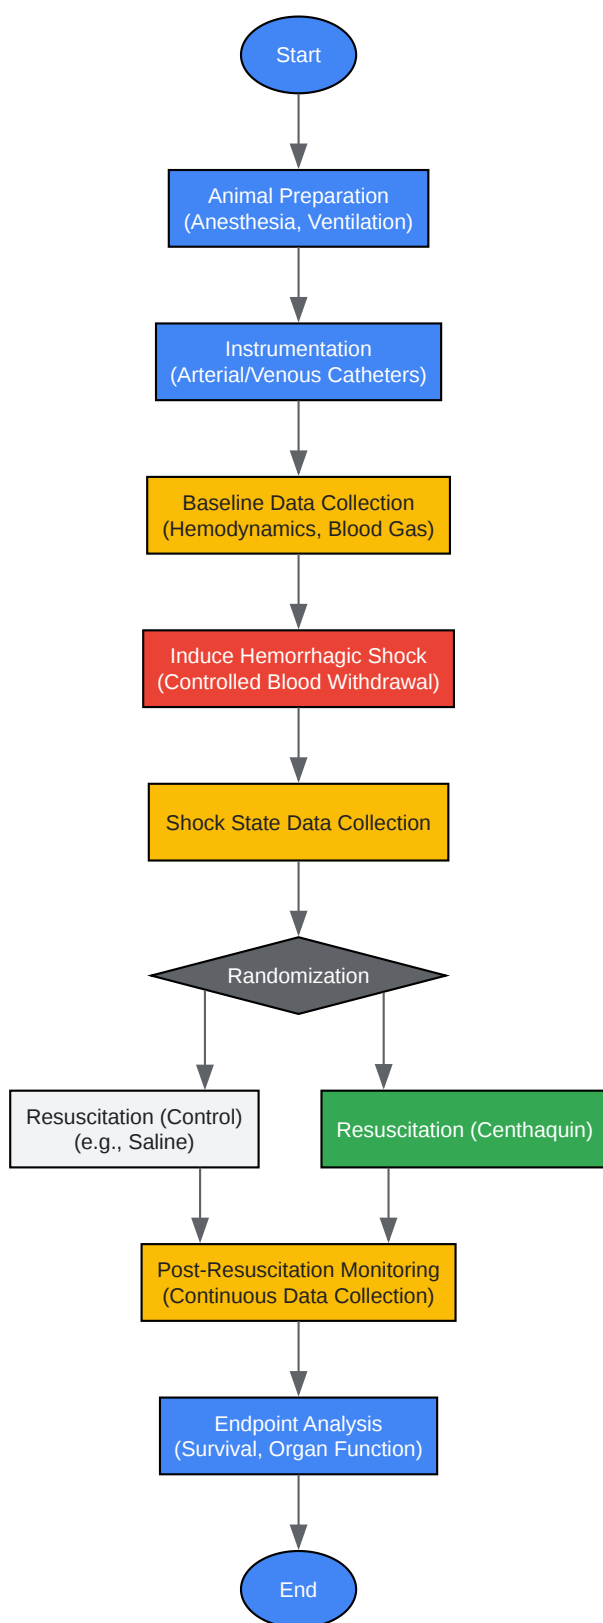 Start
Animal Preparation
(Anesthesia, Ventilation)
Instrumentation
(Arterial/Venous Catheters)
Baseline Data Collection
(Hemodynamics, Blood Gas)
Induce Hemorrhagic Shock
(Controlled Blood Withdrawal)
Shock State Data Collection
Randomization
Resuscitation (Control)
(e.g., Saline)
Resuscitation (Centhaquin)
Post-Resuscitation Monitoring
(Continuous Data Collection)
Endpoint Analysis
(Survival, Organ Function)
End